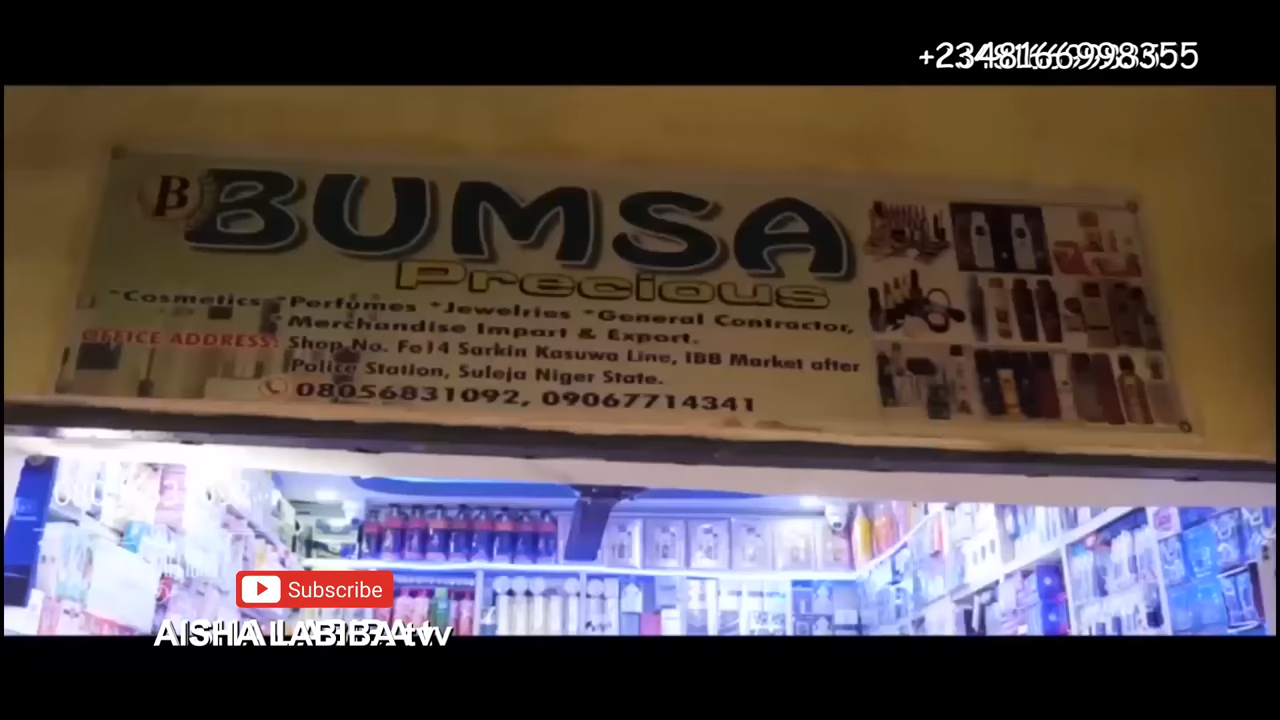 +2348166998355
B BUMSA
Precious
*Cosmetics *Perfumes *Jewelries *General Contractor,
*Merchandise Import & Export.
OFFICE ADDRESS: Shop No. Fo14 Sarkin Kasuwa Line, IBB Market after
Police Station, Suleja Niger State.
08056831092, 09067714341
Subscribe
AISHA LABIBA tv